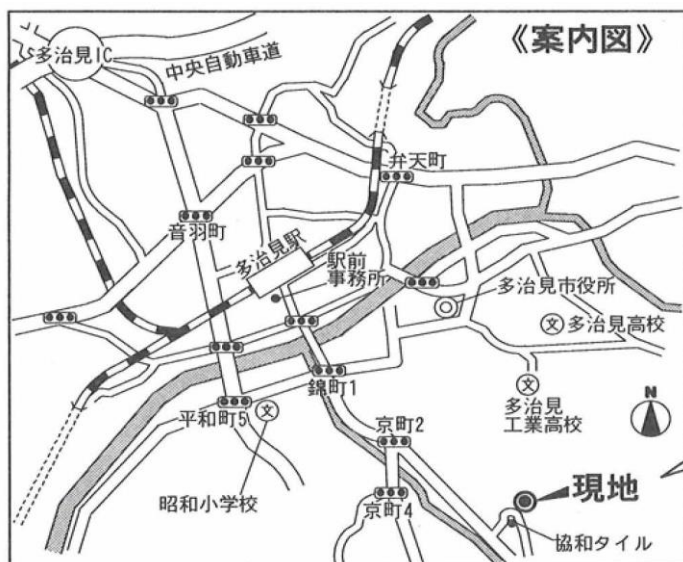 《案内図》
多治見IC
中央自動車道
弁天町
音羽町
多治見駅
駅前
事務所
多治見市役所
文
多治見高校
錦町1
文
多治見
工業高校
N
平和町5
文
京町2
昭和小学校
京町4
現地
協和タイル